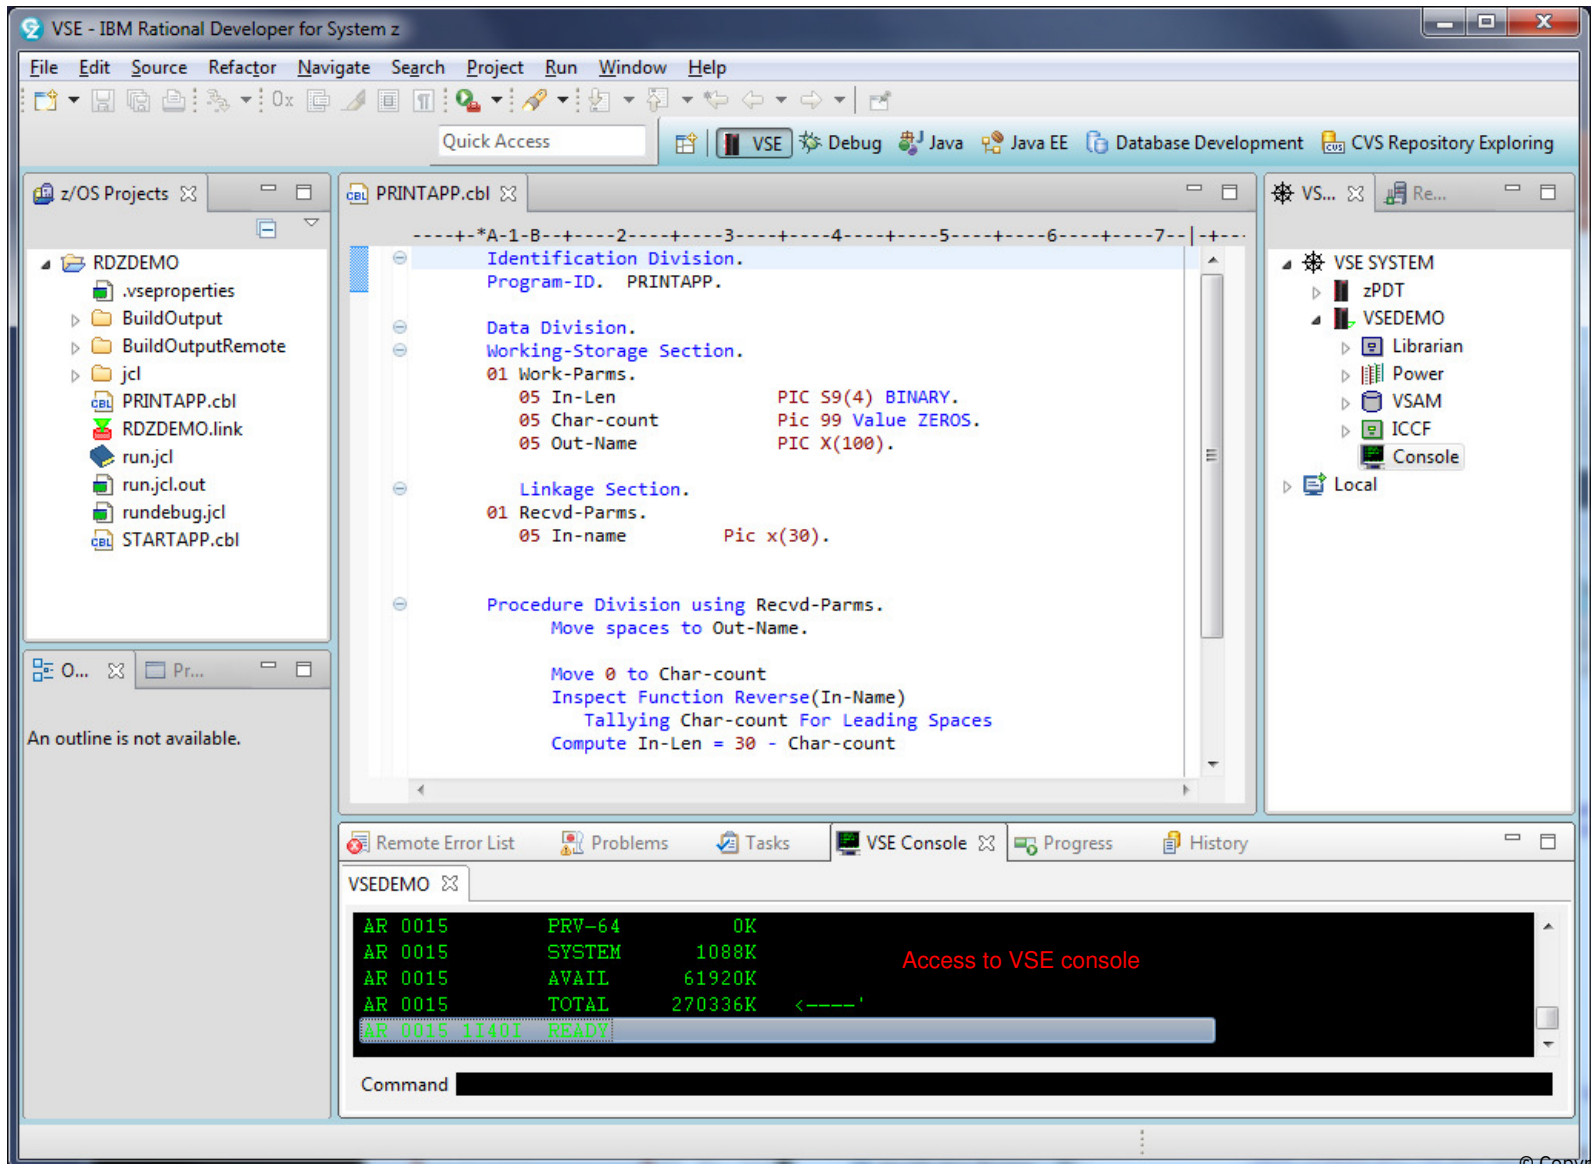 VSE - IBM Rational Developer for System z
File Edit Source Refactor Navigate Search Project Run Window Help
0x
Quick Access VSE Debug Java Java EE Database Development CVS Repository Exploring
z/OS Projects
RDZDEMO
.vseproperties
BuildOutput
BuildOutputRemote
jcl
PRINTAPP.cbl
RDZDEMO.link
run.jcl
run.jcl.out
rundebug.jcl
STARTAPP.cbl
O... Pr...
An outline is not available.
PRINTAPP.cbl
----+-*A-1-B--+----2----+----3----+----4----+----5----+----6----+----7--|-+---
Identification Division.
Program-ID. PRINTAPP.
Data Division.
Working-Storage Section.
01 Work-Parms.
05 In-Len PIC S9(4) BINARY.
05 Char-count Pic 99 Value ZEROS.
05 Out-Name PIC X(100).
Linkage Section.
01 Recvd-Parms.
05 In-name Pic x(30).
Procedure Division using Recvd-Parms.
Move spaces to Out-Name.
Move 0 to Char-count
Inspect Function Reverse(In-Name)
Tallying Char-count For Leading Spaces
Compute In-Len = 30 - Char-count
VS... Re...
VSE SYSTEM
zPDT
VSEDEMO
Librarian
Power
VSAM
ICCF
Console
Local
Remote Error List Problems Tasks VSE Console Progress History
VSEDEMO
AR 0015 PRV-64 0K
AR 0015 SYSTEM 1088K
AR 0015 AVAIL 61920K
AR 0015 TOTAL 270336K <----'
AR 0015 1I40I READY
Access to VSE console
Command